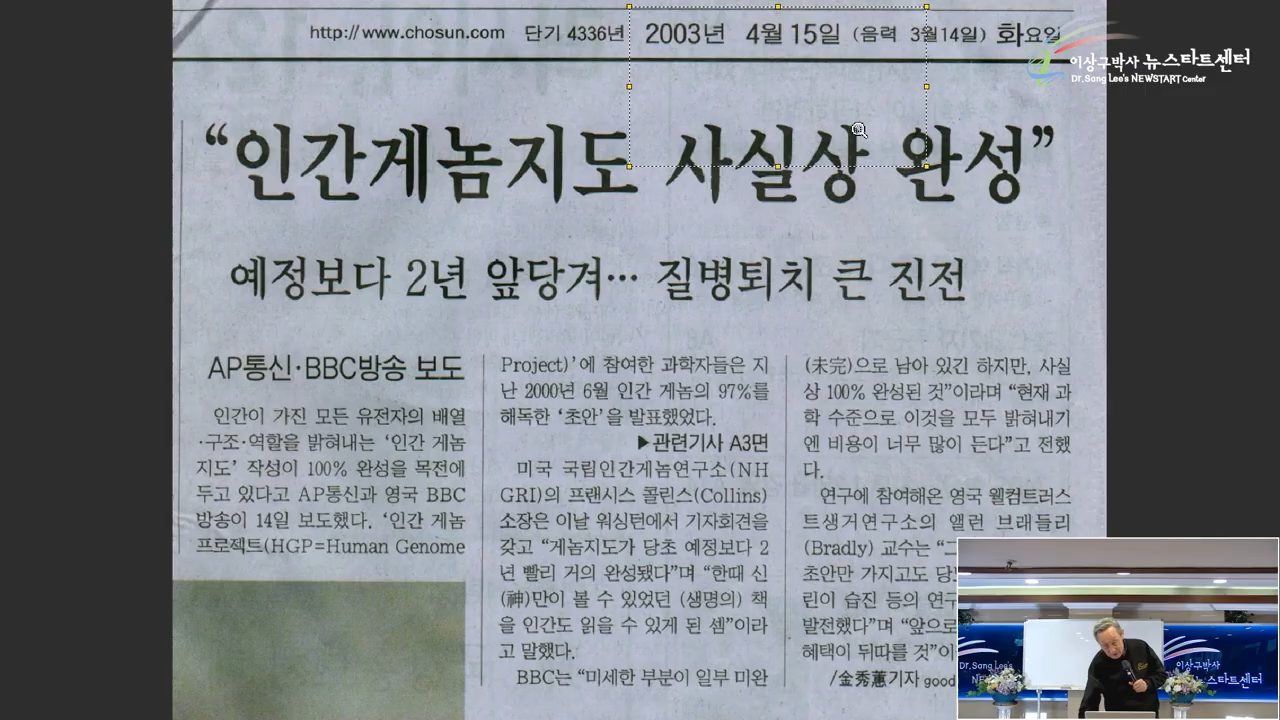 http://www.chosun.com 단기 4336년 2003년 4월 15일 (음력 3월14일) 화요일
이상구박사 뉴스타트센터
Dr. Sang Lee's NEWSTART Center
“인간게놈지도 사실상 완성”
예정보다 2년 앞당겨… 질병퇴치 큰 진전
AP통신·BBC방송 보도
인간이 가진 모든 유전자의 배열
·구조·역할을 밝혀내는 ‘인간 게놈
지도’ 작성이 100% 완성을 목전에
두고 있다고 AP통신과 영국 BBC
방송이 14일 보도했다. ‘인간 게놈
프로젝트(HGP=Human Genome
Project)’에 참여한 과학자들은 지
난 2000년 6월 인간 게놈의 97%를
해독한 ‘초안’을 발표했었다.
▶관련기사 A3면
미국 국립인간게놈연구소(NH
GRI)의 프랜시스 콜린스(Collins)
소장은 이날 워싱턴에서 기자회견을
갖고 “게놈지도가 당초 예정보다 2
년 빨리 거의 완성됐다”며 “한때 신
(神)만이 볼 수 있었던 (생명의) 책
을 인간도 읽을 수 있게 된 셈”이라
고 말했다.
BBC는 “미세한 부분이 일부 미완
(未完)으로 남아 있긴 하지만, 사실
상 100% 완성된 것”이라며 “현재 과
학 수준으로 이것을 모두 밝혀내기
엔 비용이 너무 많이 든다”고 전했
다.
연구에 참여해온 영국 웰컴트러스
트생거연구소의 앨런 브래들리
(Bradly) 교수는 “그
초안만 가지고도 당
린이 습진 등의 연구
발전했다”며 “앞으로
혜택이 뒤따를 것”이
/金秀蕙기자 good
Dr. Sang Lee's
이상구박사
뉴스타트센터